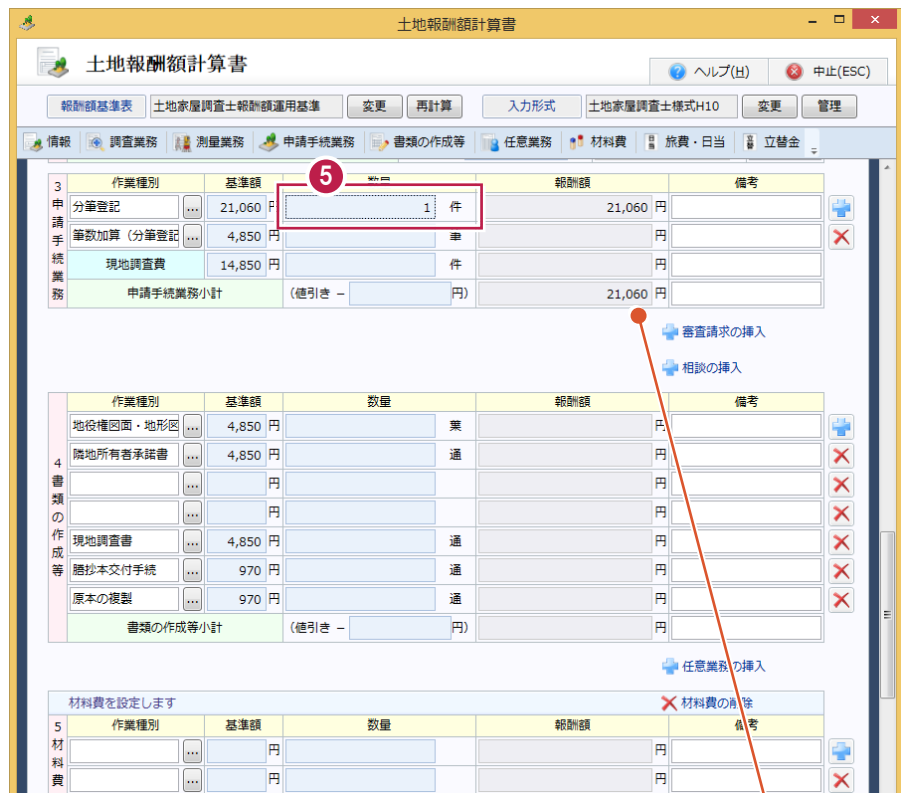 土地報酬額計算書
土地報酬額計算書
ヘルプ(H) 中止(ESC)
報酬額基準表 土地家屋調査士報酬額運用基準 変更 再計算 入力形式 土地家屋調査士様式H10 変更 管理
情報 調査業務 測量業務 申請手続業務 書類の作成等 任意業務 材料費 旅費・日当 立替金
5
3申請手続業務
作業種別 基準額 数量 報酬額 備考
分筆登記 ... 21,060 円 1 件 21,060 円
筆数加算（分筆登記 ... 4,850 円 筆 円
現地調査費 14,850 円 件 円
申請手続業務小計 (値引き － 円) 21,060 円
審査請求の挿入
相談の挿入
4書類の作成等
作業種別 基準額 数量 報酬額 備考
地役権図面・地形図 ... 4,850 円 葉 円
隣地所有者承諾書 ... 4,850 円 通 円
... 円 円
... 円 円
現地調査書 ... 4,850 円 通 円
謄抄本交付手続 ... 970 円 通 円
原本の複製 ... 970 円 通 円
書類の作成等小計 (値引き － 円) 円
任意業務の挿入
材料費を設定します 材料費の削除
5材料費
作業種別 基準額 数量 報酬額 備考
... 円 円
... 円 円